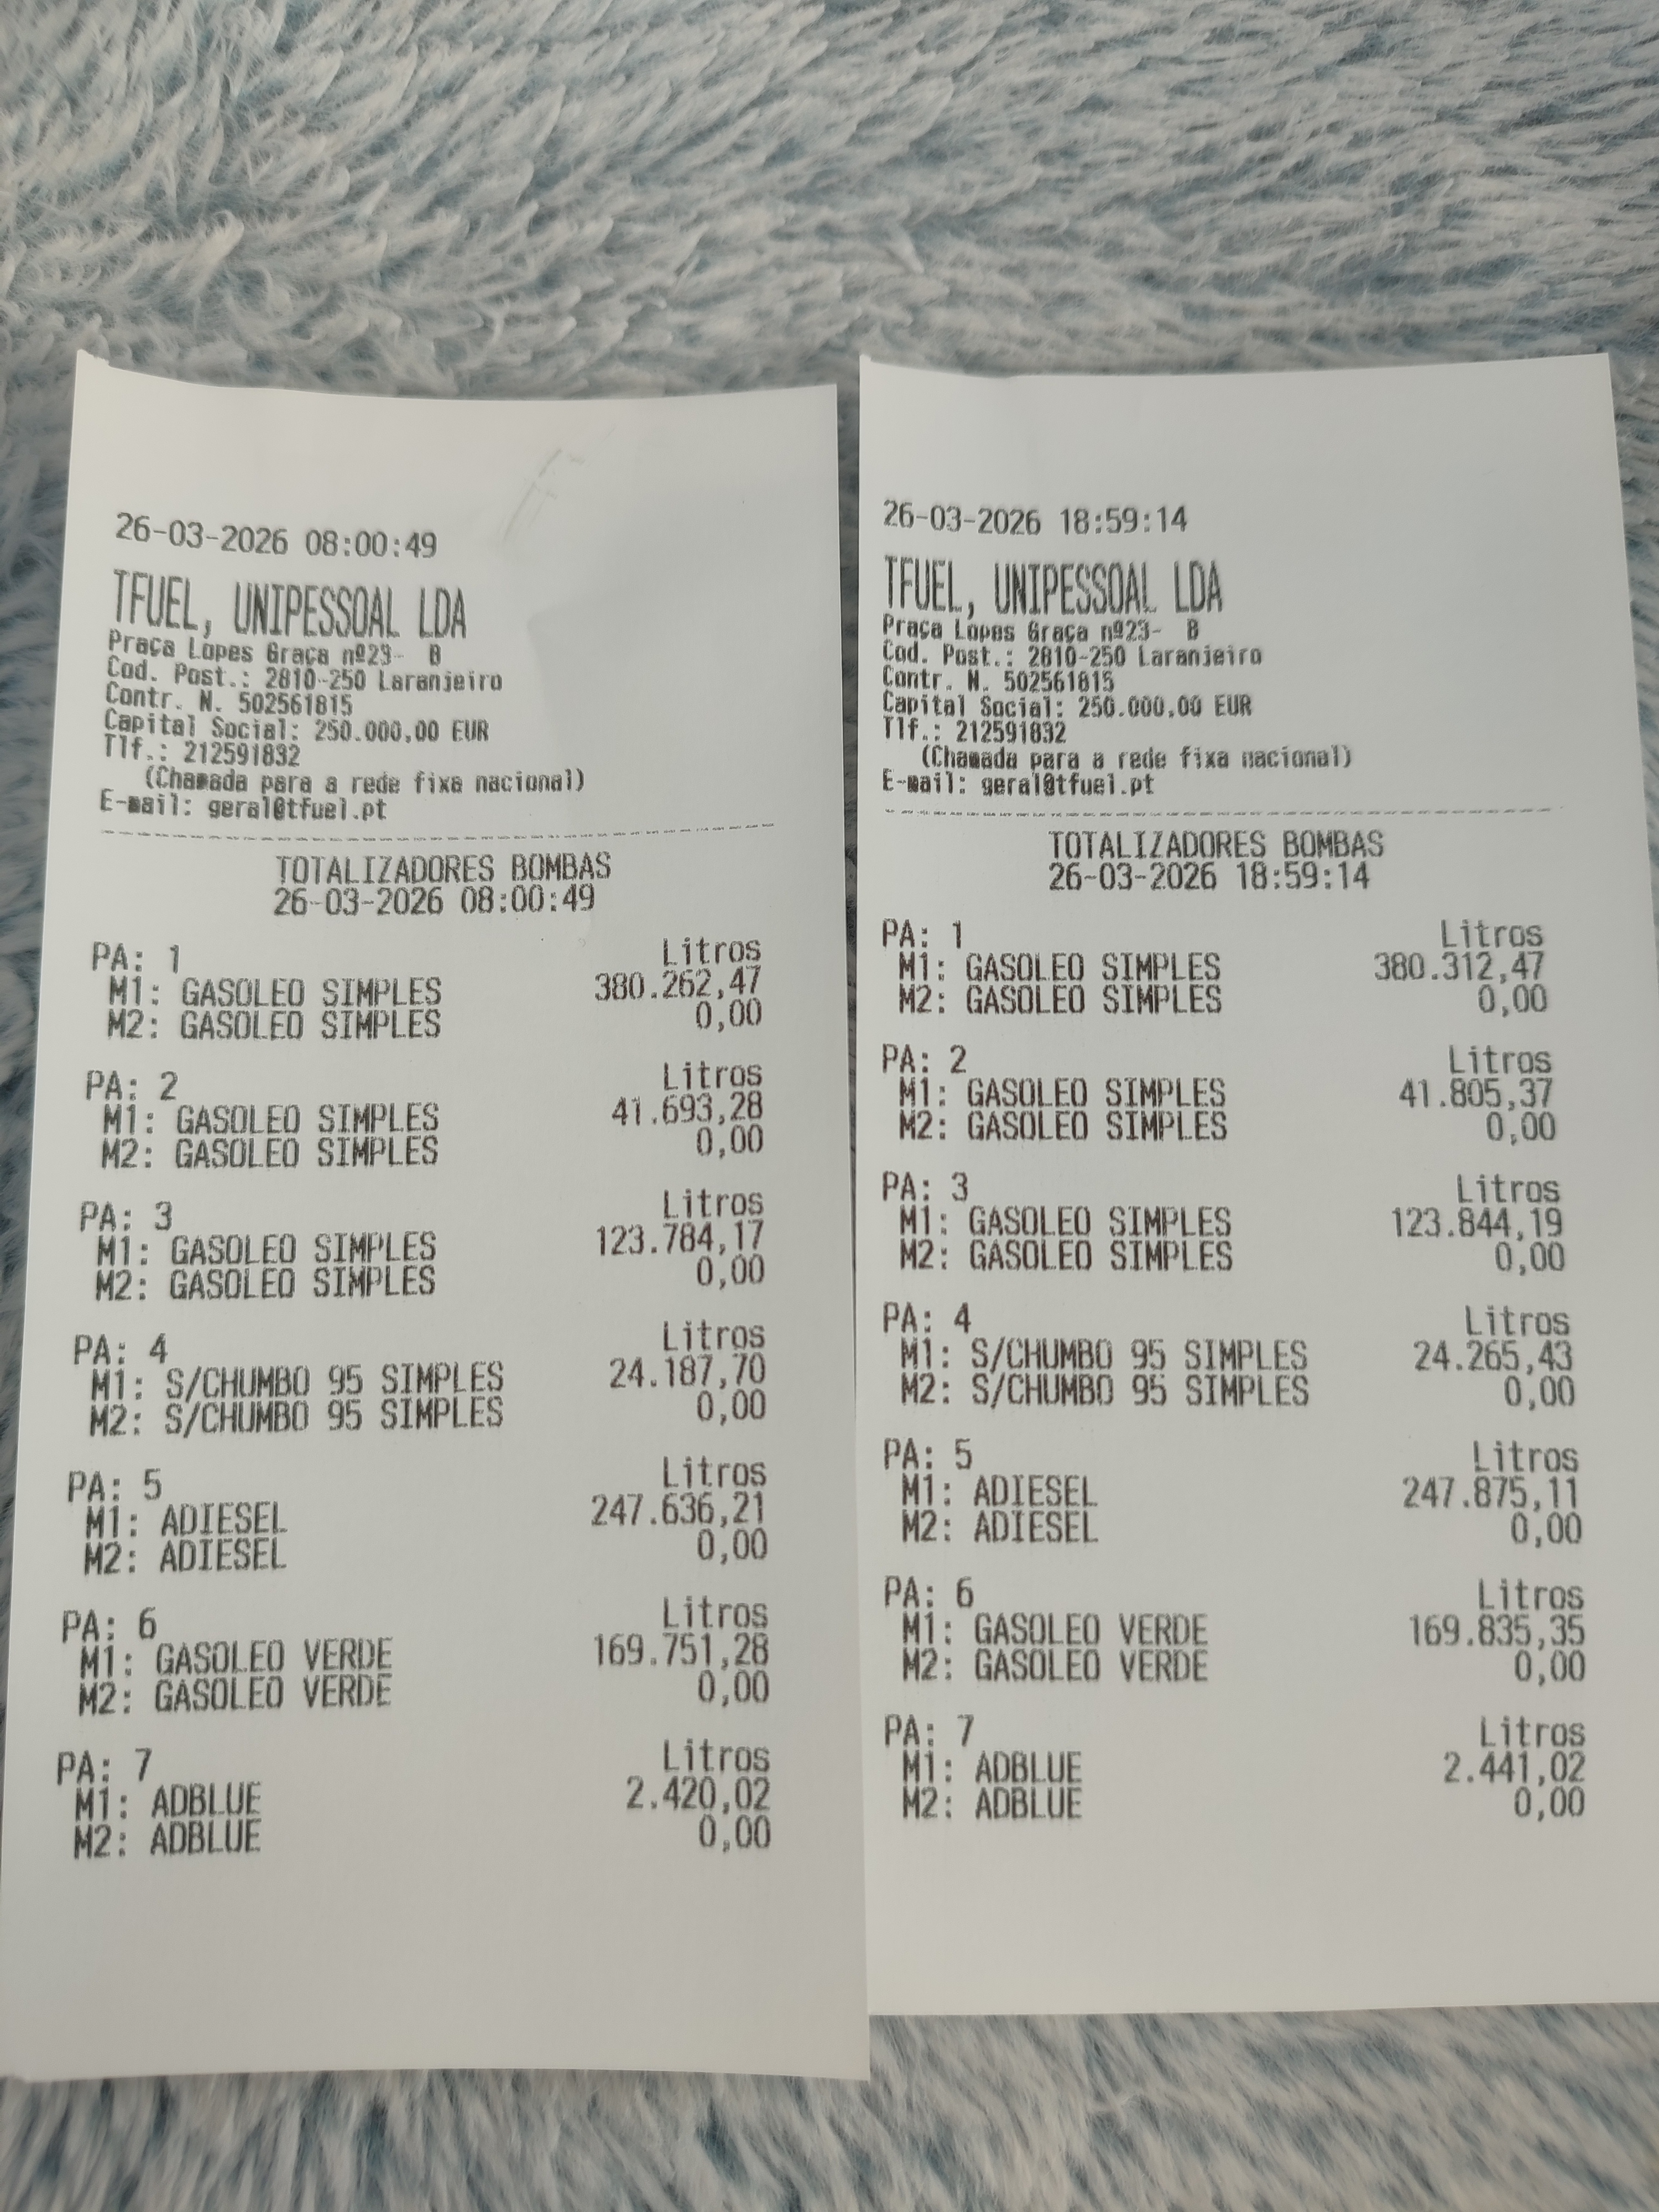 26-03-2026 08:00:49
TFUEL, UNIPESSOAL LDA
Praça Lopes Graça nº23-  B
Cod. Post.: 2810-250 Laranjeiro
Contr. N. 502561815
Capital Social: 250.000,00 EUR
Tlf.: 212591832
(Chamada para a rede fixa nacional)
E-mail: geral@tfuel.pt
TOTALIZADORES BOMBAS
26-03-2026 08:00:49
PA: 1 Litros
M1: GASOLEO SIMPLES 380.262,47
M2: GASOLEO SIMPLES 0,00
PA: 2 Litros
M1: GASOLEO SIMPLES 41.693,28
M2: GASOLEO SIMPLES 0,00
PA: 3 Litros
M1: GASOLEO SIMPLES 123.784,17
M2: GASOLEO SIMPLES 0,00
PA: 4 Litros
M1: S/CHUMBO 95 SIMPLES 24.187,70
M2: S/CHUMBO 95 SIMPLES 0,00
PA: 5 Litros
M1: ADIESEL 247.636,21
M2: ADIESEL 0,00
PA: 6 Litros
M1: GASOLEO VERDE 169.751,28
M2: GASOLEO VERDE 0,00
PA: 7 Litros
M1: ADBLUE 2.420,02
M2: ADBLUE 0,00
26-03-2026 18:59:14
TFUEL, UNIPESSOAL LDA
Praça Lopes Graça nº23-  B
Cod. Post.: 2810-250 Laranjeiro
Contr. N. 502561815
Capital Social: 250.000,00 EUR
Tlf.: 212591832
(Chamada para a rede fixa nacional)
E-mail: geral@tfuel.pt
TOTALIZADORES BOMBAS
26-03-2026 18:59:14
PA: 1 Litros
M1: GASOLEO SIMPLES 380.312,47
M2: GASOLEO SIMPLES 0,00
PA: 2 Litros
M1: GASOLEO SIMPLES 41.805,37
M2: GASOLEO SIMPLES 0,00
PA: 3 Litros
M1: GASOLEO SIMPLES 123.844,19
M2: GASOLEO SIMPLES 0,00
PA: 4 Litros
M1: S/CHUMBO 95 SIMPLES 24.265,43
M2: S/CHUMBO 95 SIMPLES 0,00
PA: 5 Litros
M1: ADIESEL 247.875,11
M2: ADIESEL 0,00
PA: 6 Litros
M1: GASOLEO VERDE 169.835,35
M2: GASOLEO VERDE 0,00
PA: 7 Litros
M1: ADBLUE 2.441,02
M2: ADBLUE 0,00